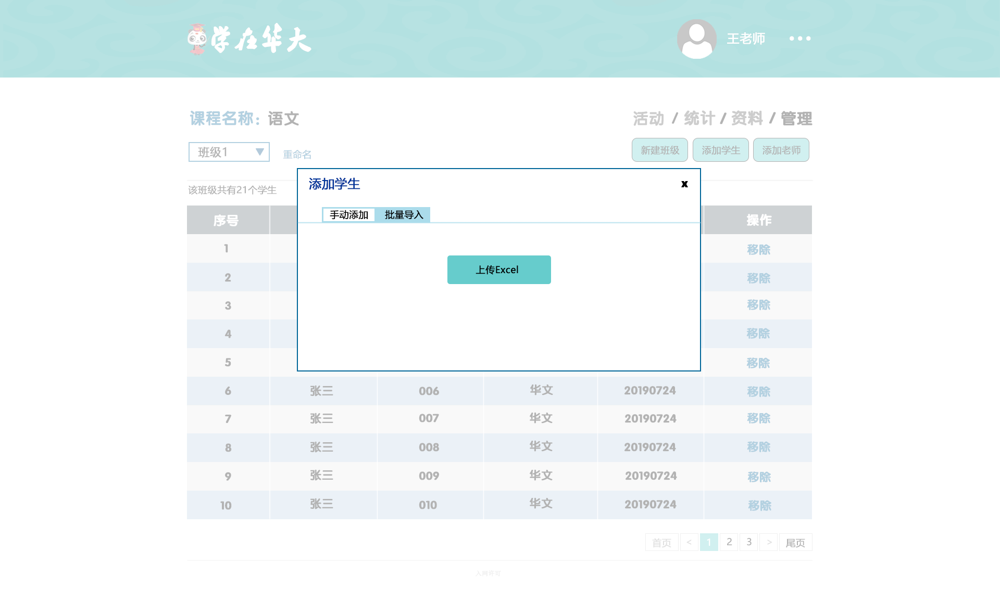 学在华大
王老师
课程名称：语文
活动 / 统计 / 资料 / 管理
班级1 重命名 新建班级 添加学生 添加老师
该班级共有21个学生
添加学生 x
手动添加 批量导入
上传Excel
序号 操作
1 移除
2 移除
3 移除
4 移除
5 移除
6 张三 006 华文 20190724 移除
7 张三 007 华文 20190724 移除
8 张三 008 华文 20190724 移除
9 张三 009 华文 20190724 移除
10 张三 010 华文 20190724 移除
首页 < 1 2 3 > 尾页
入网许可